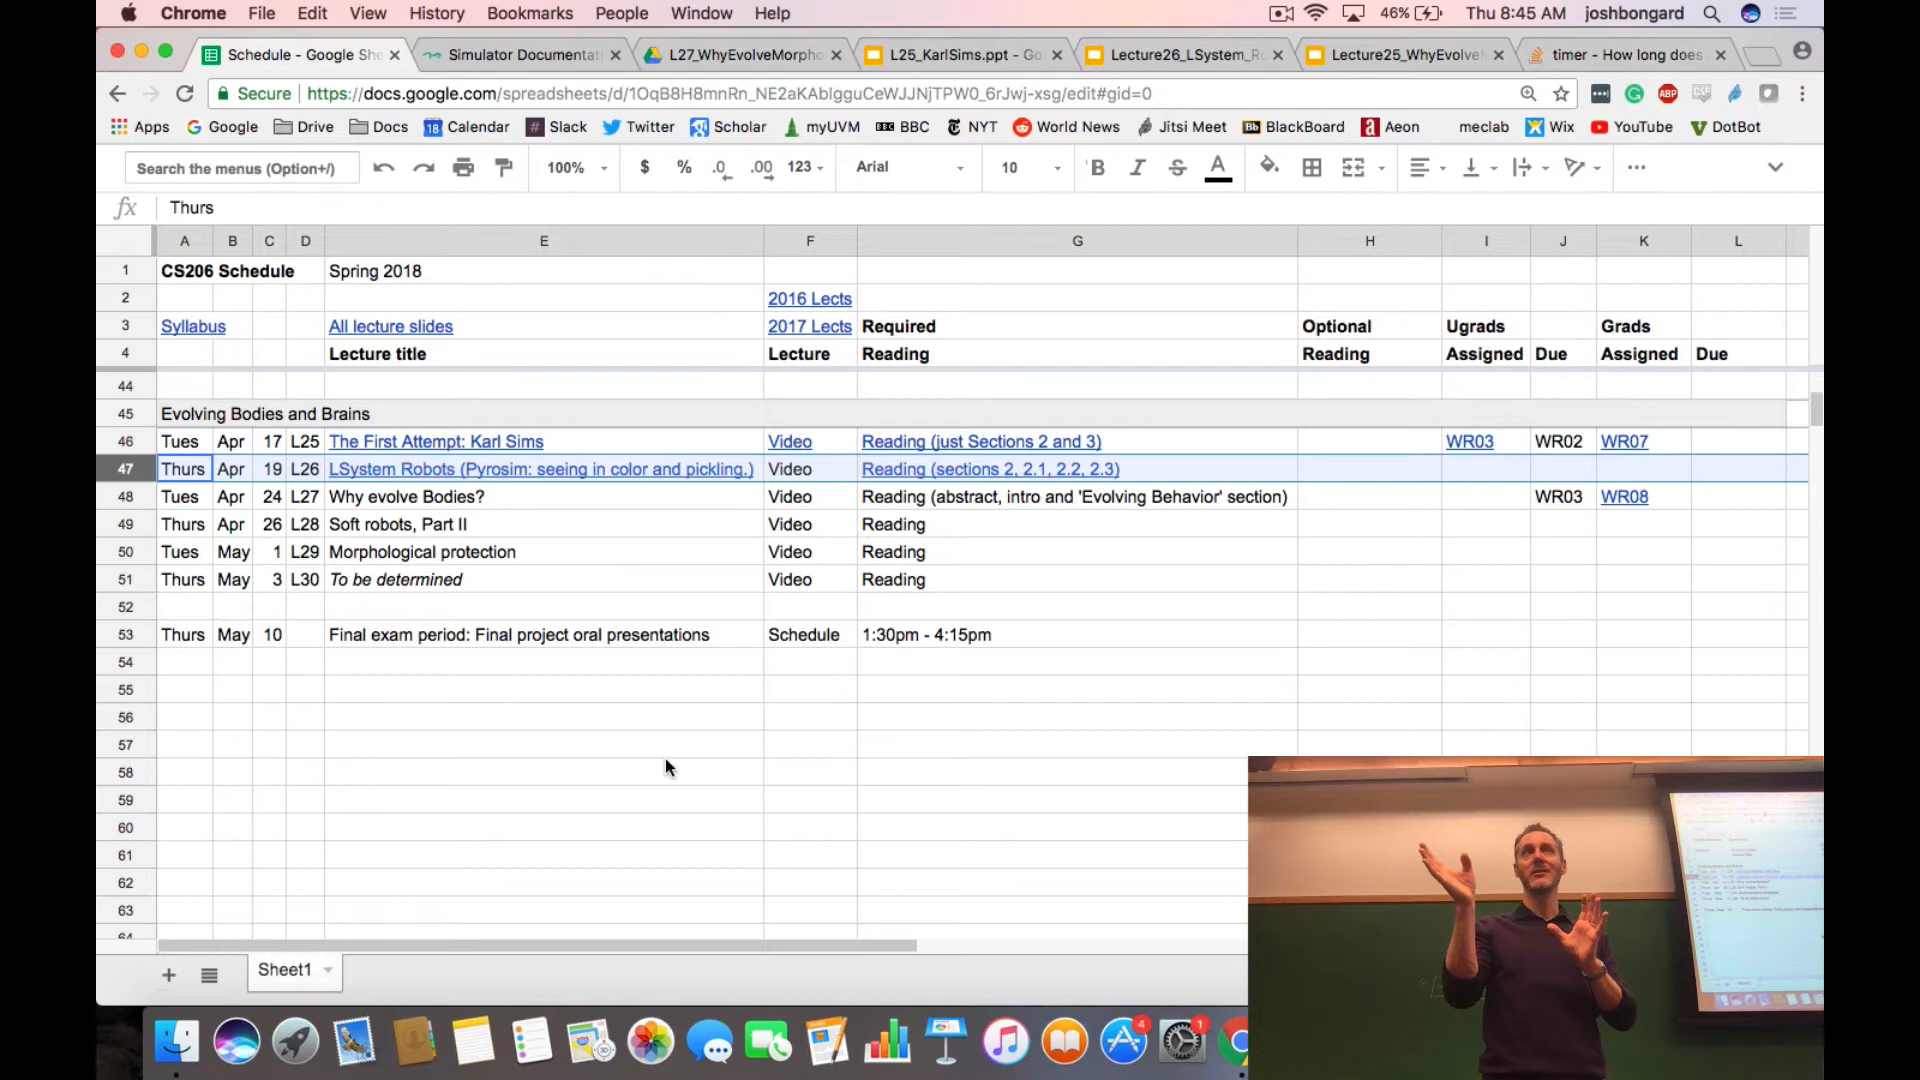 Chrome File Edit View History Bookmarks People Window Help 46% Thu 8:45 AM joshbongard
Schedule - Google She Simulator Documentati L27_WhyEvolveMorpho L25_KarlSims.ppt - Go Lecture26_LSystem_Ro Lecture25_WhyEvolveM timer - How long does
Secure https://docs.google.com/spreadsheets/d/1OqB8H8mnRn_NE2aKAblgguCeWJJNjTPW0_6rJwj-xsg/edit#gid=0 ABP
Apps Google Drive Docs 18 Calendar Slack Twitter Scholar myUVM BBC BBC NYT World News Jitsi Meet Bb BlackBoard a Aeon meclab Wix YouTube DotBot
Search the menus (Option+/) 100% $ % .0 .00 123 Arial 10 B I S A
fx Thurs
A B C D E F G H I J K L
1 CS206 Schedule Spring 2018
2 2016 Lects
3 Syllabus All lecture slides 2017 Lects Required Optional Ugrads Grads
4 Lecture title Lecture Reading Reading Assigned Due Assigned Due
44
45 Evolving Bodies and Brains
46 Tues Apr 17 L25 The First Attempt: Karl Sims Video Reading (just Sections 2 and 3) WR03 WR02 WR07
47 Thurs Apr 19 L26 LSystem Robots (Pyrosim: seeing in color and pickling.) Video Reading (sections 2, 2.1, 2.2, 2.3)
48 Tues Apr 24 L27 Why evolve Bodies? Video Reading (abstract, intro and 'Evolving Behavior' section) WR03 WR08
49 Thurs Apr 26 L28 Soft robots, Part II Video Reading
50 Tues May 1 L29 Morphological protection Video Reading
51 Thurs May 3 L30 To be determined Video Reading
52
53 Thurs May 10 Final exam period: Final project oral presentations Schedule 1:30pm - 4:15pm
54
55
56
57
58
59
60
61
62
63
64
Sheet1
4 1